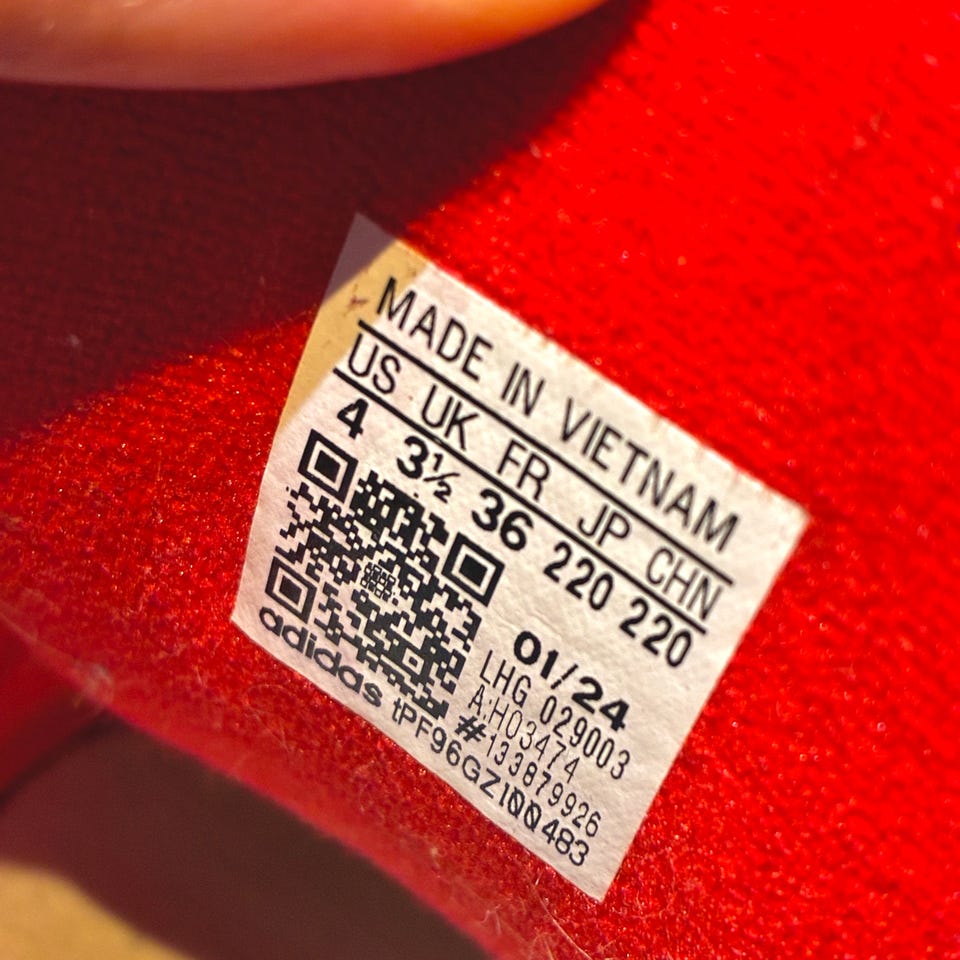 MADE IN VIETNAM
US UK FR JP CHN
4 3½ 36 220 220
01/24
LHG 029003
A:H03474
#133879926
adidas tPF96GZ100483